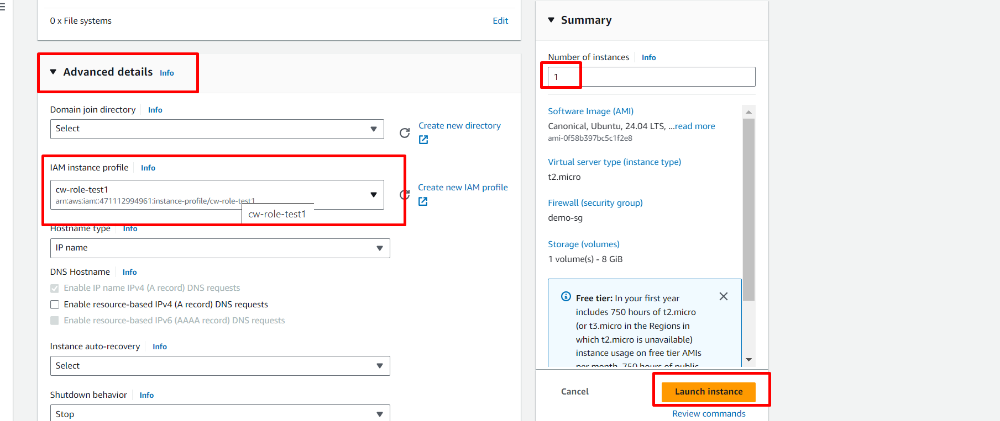 0 x File systems
Edit
Advanced details Info
Domain join directory Info
Select
Create new directory
IAM instance profile Info
cw-role-test1
arn:aws:iam::471112994961:instance-profile/cw-role-test1
cw-role-test1
Create new IAM profile
Hostname type Info
IP name
DNS Hostname Info
Enable IP name IPv4 (A record) DNS requests
Enable resource-based IPv4 (A record) DNS requests
Enable resource-based IPv6 (AAAA record) DNS requests
Instance auto-recovery Info
Select
Shutdown behavior Info
Stop
Summary
Number of instances Info
1
Software Image (AMI)
Canonical, Ubuntu, 24.04 LTS, ...read more
ami-0f58b397bc5c1f2e8
Virtual server type (instance type)
t2.micro
Firewall (security group)
demo-sg
Storage (volumes)
1 volume(s) - 8 GiB
Free tier: In your first year
includes 750 hours of t2.micro
(or t3.micro in the Regions in
which t2.micro is unavailable)
instance usage on free tier AMIs
per month, 750 hours of public
Cancel
Launch instance
Review commands